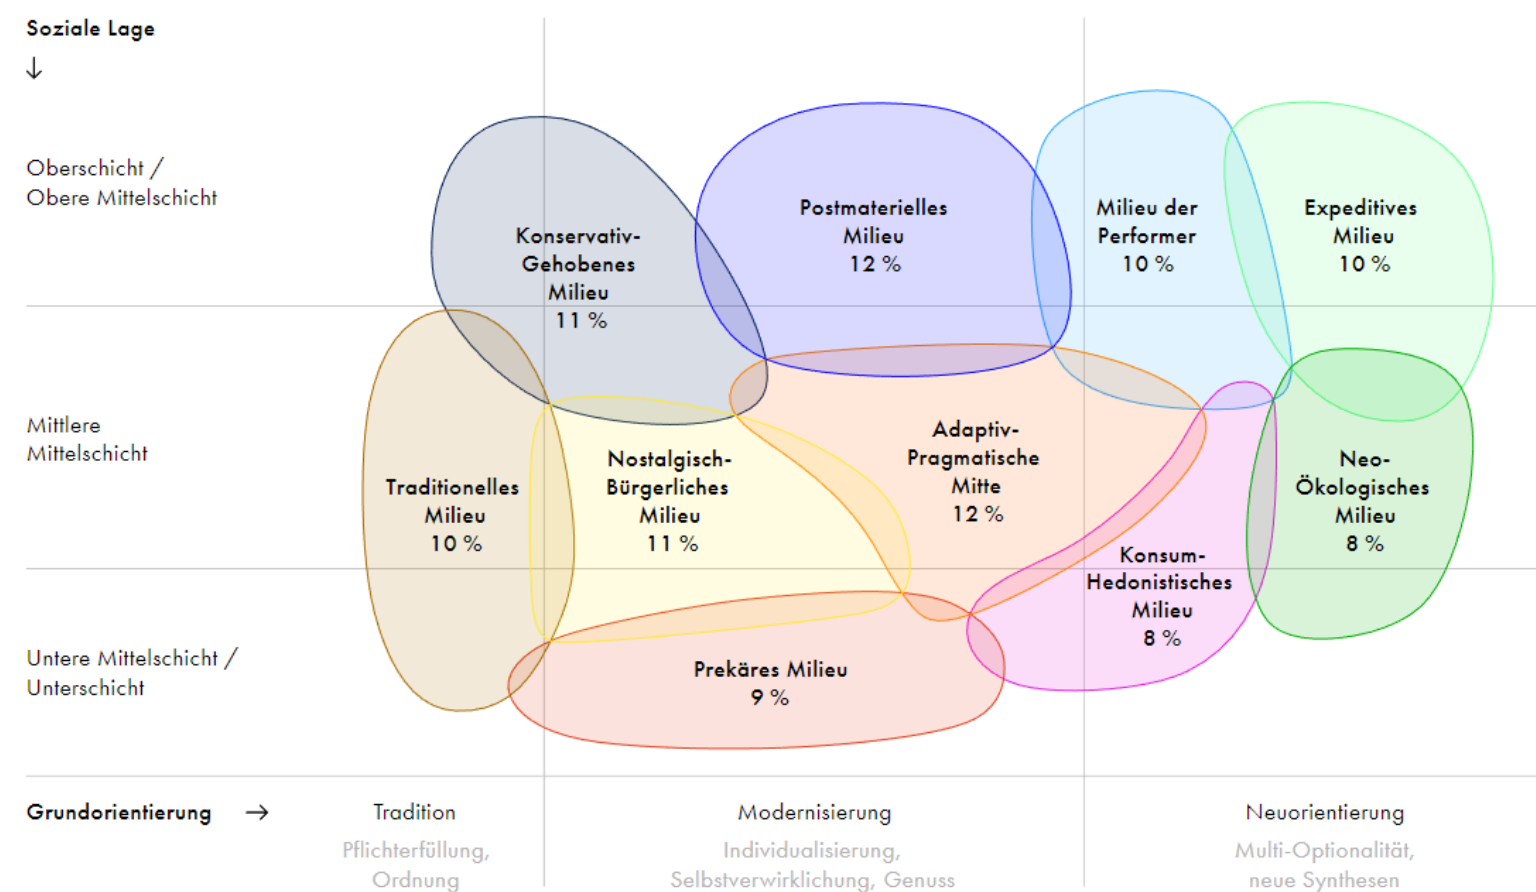 Soziale Lage
↓
Oberschicht /
Obere Mittelschicht
Konservativ-
Gehobenes
Milieu
11 %
Postmaterielles
Milieu
12 %
Milieu der
Performer
10 %
Expeditives
Milieu
10 %
Mittlere
Mittelschicht
Traditionelles
Milieu
10 %
Nostalgisch-
Bürgerliches
Milieu
11 %
Adaptiv-
Pragmatische
Mitte
12 %
Konsum-
Hedonistisches
Milieu
8 %
Neo-
Ökologisches
Milieu
8 %
Untere Mittelschicht /
Unterschicht
Prekäres Milieu
9 %
Grundorientierung →
Tradition
Pflichterfüllung,
Ordnung
Modernisierung
Individualisierung,
Selbstverwirklichung, Genuss
Neuorientierung
Multi-Optionalität,
neue Synthesen